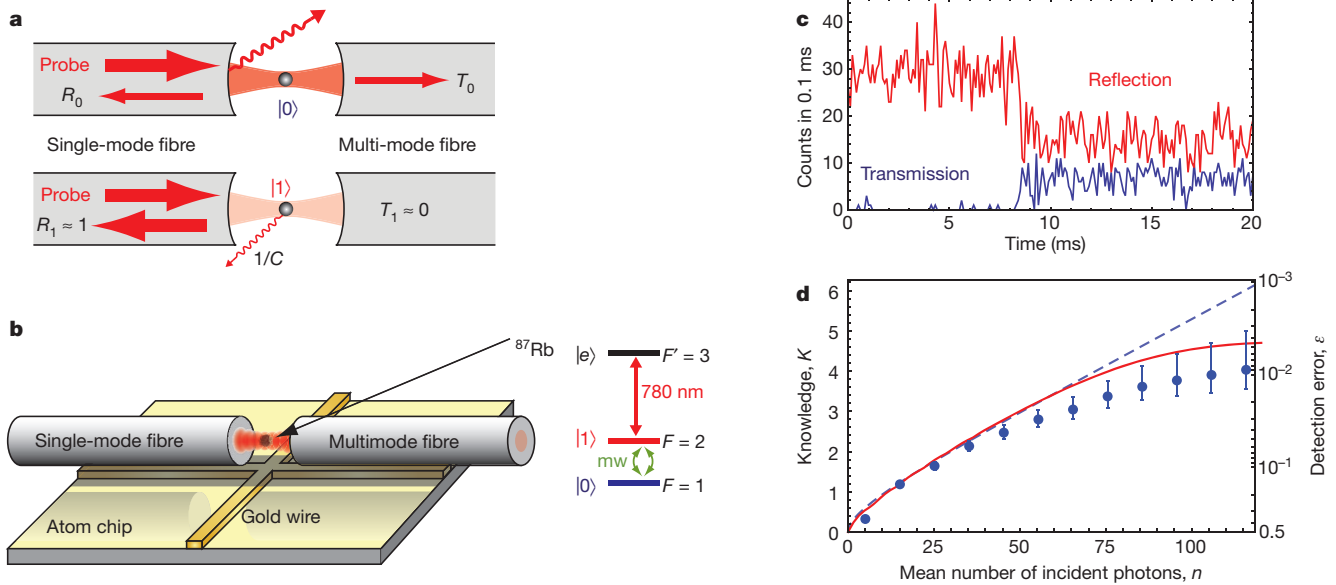 a
Probe
R₀
|0⟩
T₀
Single-mode fibre
Multi-mode fibre
|1⟩
Probe
R₁ ≈ 1
T₁ ≈ 0
1/C
b
⁸⁷Rb
Single-mode fibre
Multimode fibre
Atom chip
Gold wire
|e⟩
F′ = 3
780 nm
|1⟩
F = 2
mw
|0⟩
F = 1
c
Counts in 0.1 ms
40
30
20
10
0
Reflection
Transmission
0 5 10 15 20
Time (ms)
d
Knowledge, K
6
5
4
3
2
1
0
10⁻³
10⁻²
10⁻¹
0.5
Detection error, ε
0 25 50 75 100
Mean number of incident photons, n